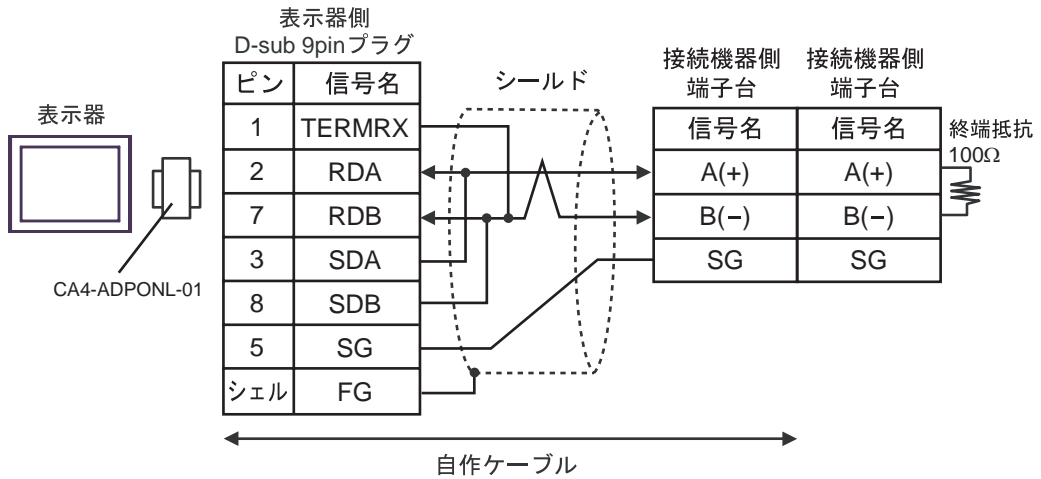 表示器側
D-sub 9pinプラグ
接続機器側
端子台
接続機器側
端子台
シールド
表示器
CA4-ADPONL-01
ピン 信号名
1 TERMRX
2 RDA
7 RDB
3 SDA
8 SDB
5 SG
シェル FG
信号名 信号名
A(+) A(+)
B(−) B(−)
SG SG
終端抵抗
100Ω
自作ケーブル